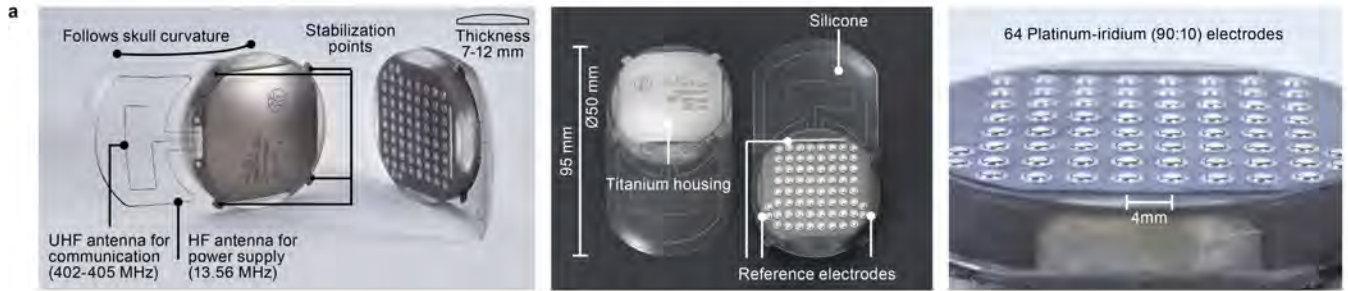 a
Follows skull curvature
Stabilization
points
Thickness
7-12 mm
UHF antenna for
communication
(402-405 MHz)
HF antenna for
power supply
(13.56 MHz)
Silicone
95 mm
Ø50 mm
Titanium housing
Reference electrodes
64 Platinum-iridium (90:10) electrodes
4mm